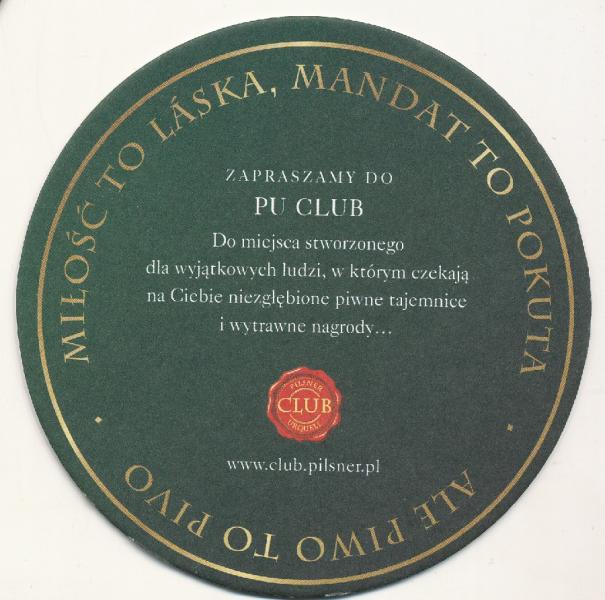 MIŁOŚĆ TO LÁSKA, MANDAT TO POKUTA
ZAPRASZAMY DO
PU CLUB
Do miejsca stworzonego
dla wyjątkowych ludzi, w którym czekają
na Ciebie niezgłębione piwne tajemnice
i wytrawne nagrody...
PILSNER
CLUB
URQUELL
www.club.pilsner.pl
ALE PIWO TO PIVO